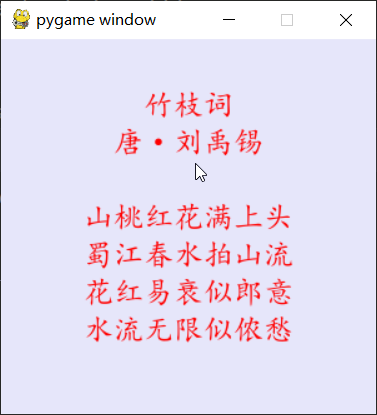 pygame window
竹枝词
唐·刘禹锡
山桃红花满上头
蜀江春水拍山流
花红易衰似郎意
水流无限似侬愁